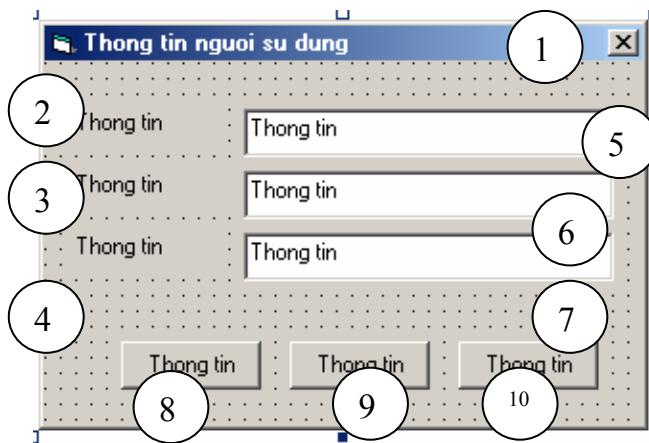 Thong tin nguoi su dung 1
2 Thong tin Thong tin 5
3 Thong tin Thong tin 6
Thong tin Thong tin
4 7
Thong tin Thong tin Thong tin
8 9 10